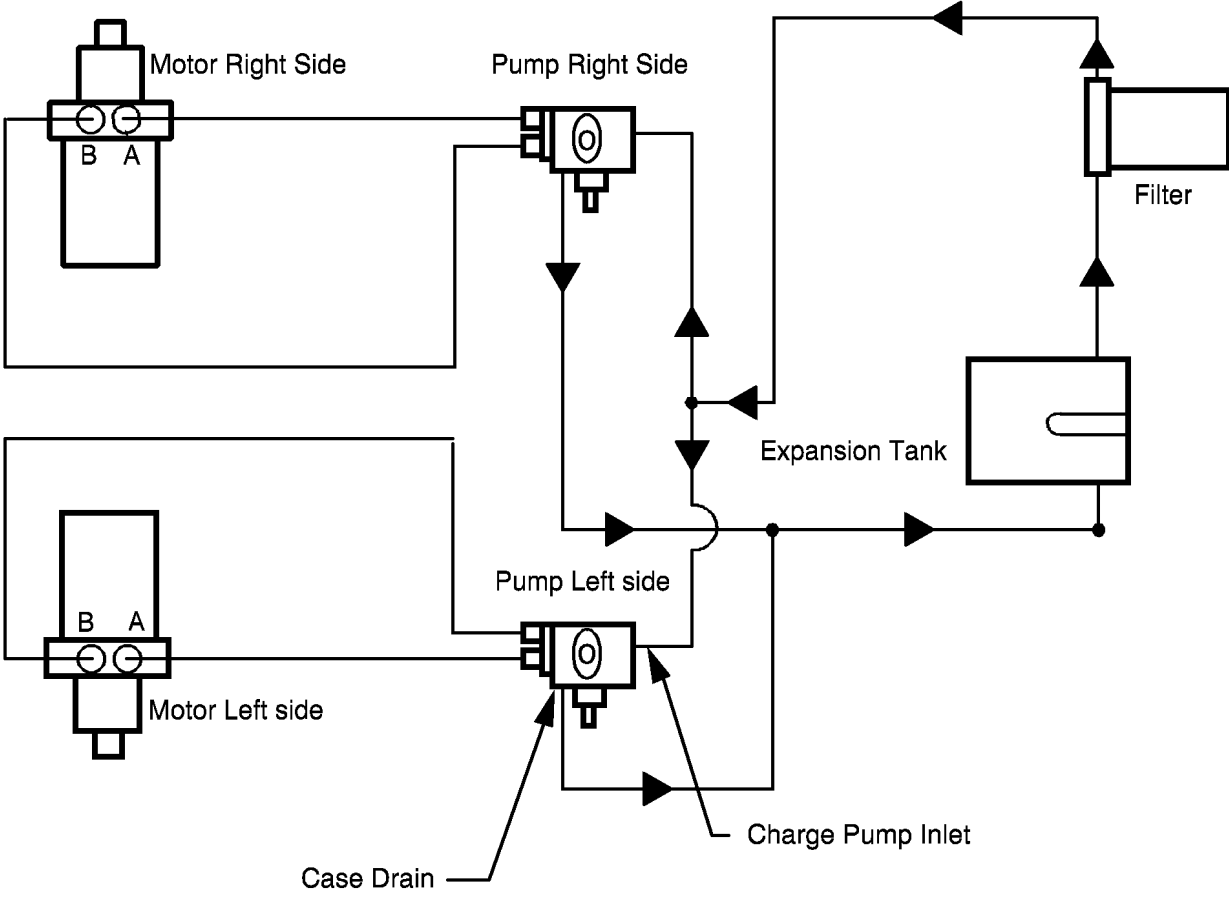 Motor Right Side
Pump Right Side
B A
Filter
Expansion Tank
Pump Left side
B A
Motor Left side
Charge Pump Inlet
Case Drain